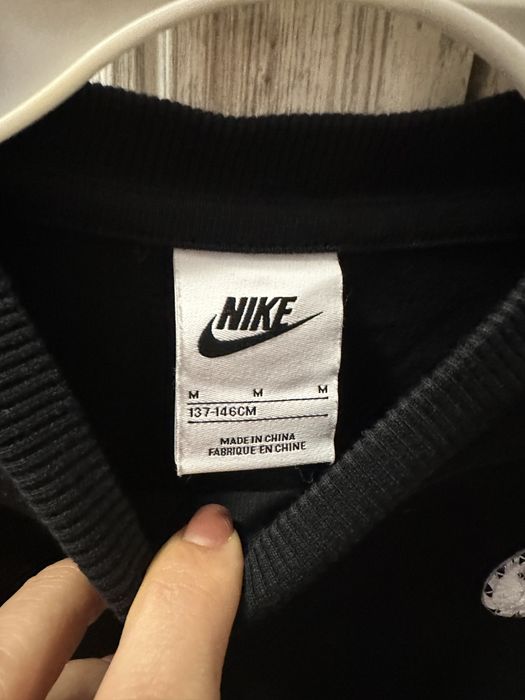 NIKE
M M M
137-146CM
MADE IN CHINA
FABRIQUE EN CHINE